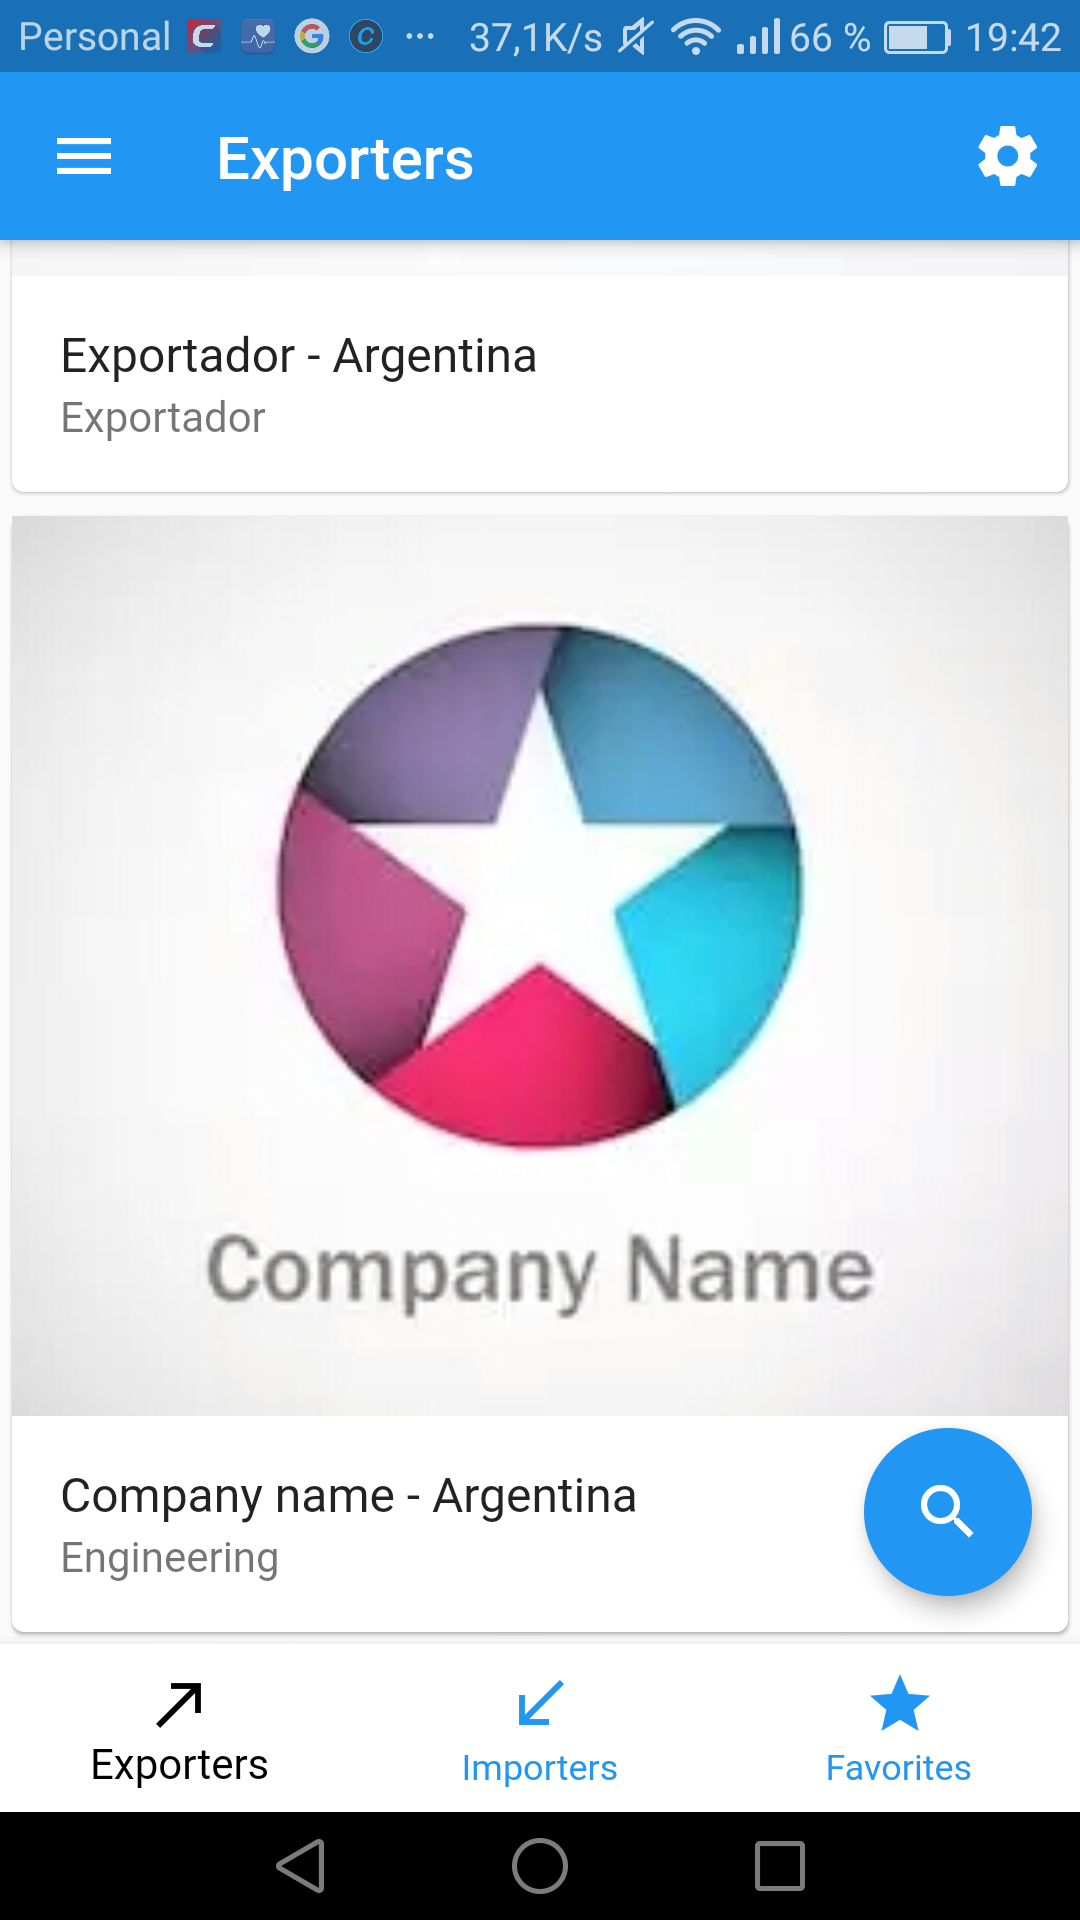 Personal 37,1K/s 66 % 19:42
Exporters
Exportador - Argentina
Exportador
Company Name
Company name - Argentina
Engineering
Exporters Importers Favorites